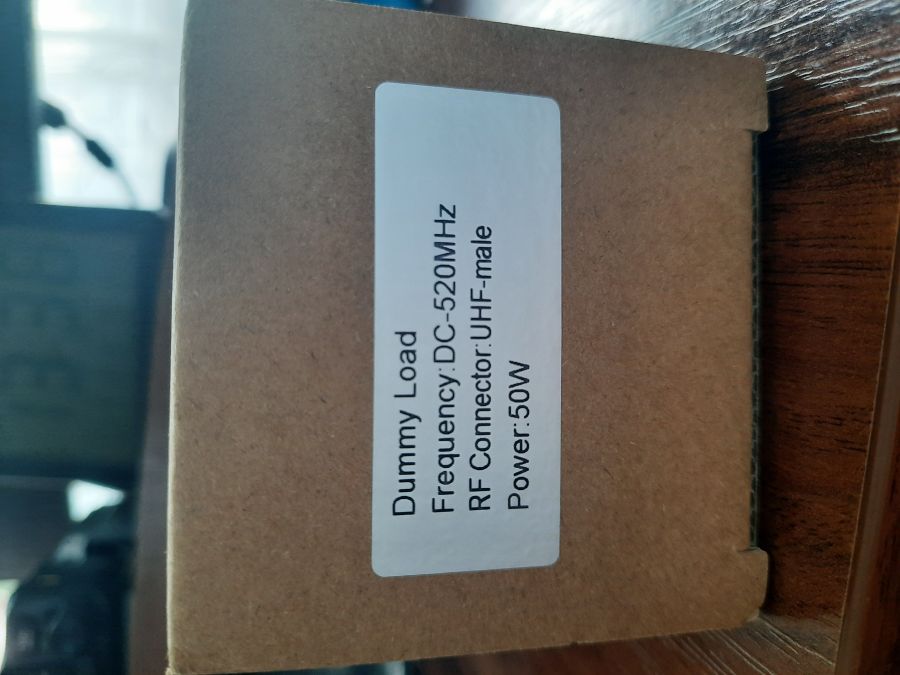 Dummy Load
Frequency:DC-520MHz
RF Connector:UHF-male
Power:50W